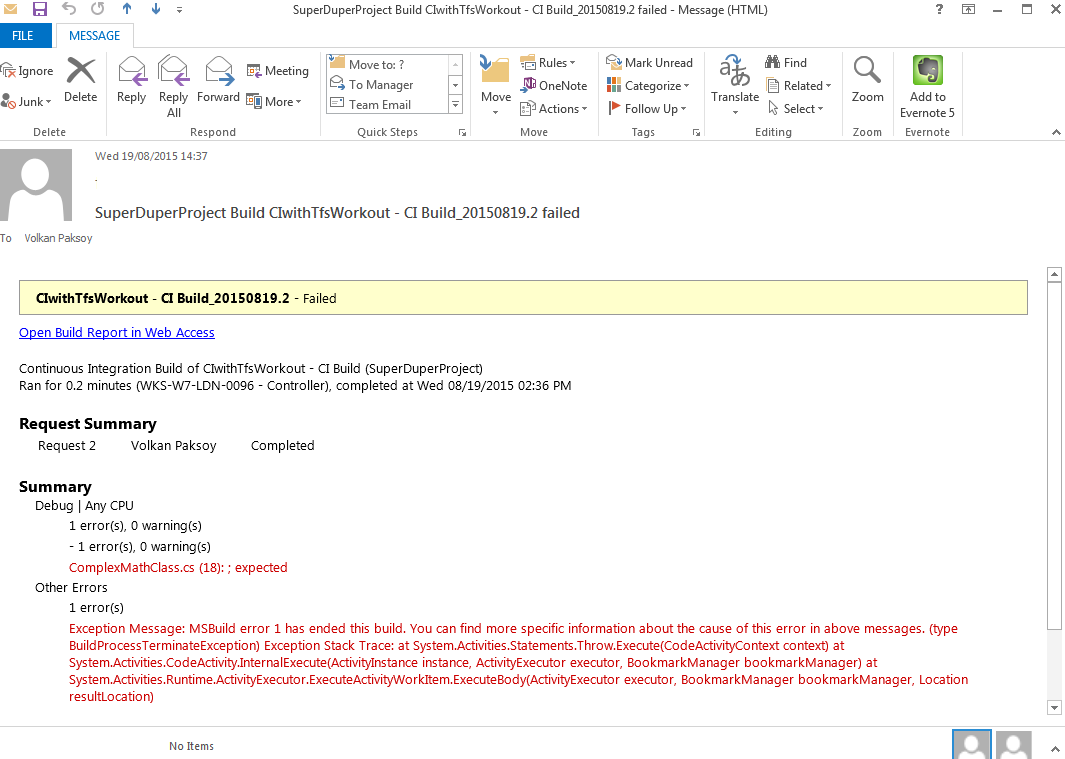 SuperDuperProject Build CIwithTfsWorkout - CI Build_20150819.2 failed - Message (HTML)
FILE
MESSAGE
Ignore
Junk
Delete
Delete
Reply
Reply All
Forward
Meeting
More
Respond
Move to: ?
To Manager
Team Email
Quick Steps
Move
Rules
OneNote
Actions
Move
Mark Unread
Categorize
Follow Up
Tags
Translate
Find
Related
Select
Editing
Zoom
Zoom
Add to
Evernote 5
Evernote
Wed 19/08/2015 14:37
.
SuperDuperProject Build CIwithTfsWorkout - CI Build_20150819.2 failed
To Volkan Paksoy
CIwithTfsWorkout - CI Build_20150819.2 - Failed
Open Build Report in Web Access
Continuous Integration Build of CIwithTfsWorkout - CI Build (SuperDuperProject)
Ran for 0.2 minutes (WKS-W7-LDN-0096 - Controller), completed at Wed 08/19/2015 02:36 PM
Request Summary
Request 2 Volkan Paksoy Completed
Summary
Debug | Any CPU
1 error(s), 0 warning(s)
- 1 error(s), 0 warning(s)
ComplexMathClass.cs (18): ; expected
Other Errors
1 error(s)
Exception Message: MSBuild error 1 has ended this build. You can find more specific information about the cause of this error in above messages. (type
BuildProcessTerminateException) Exception Stack Trace: at System.Activities.Statements.Throw.Execute(CodeActivityContext context) at
System.Activities.CodeActivity.InternalExecute(ActivityInstance instance, ActivityExecutor executor, BookmarkManager bookmarkManager) at
System.Activities.Runtime.ActivityExecutor.ExecuteActivityWorkItem.ExecuteBody(ActivityExecutor executor, BookmarkManager bookmarkManager, Location
resultLocation)
No Items